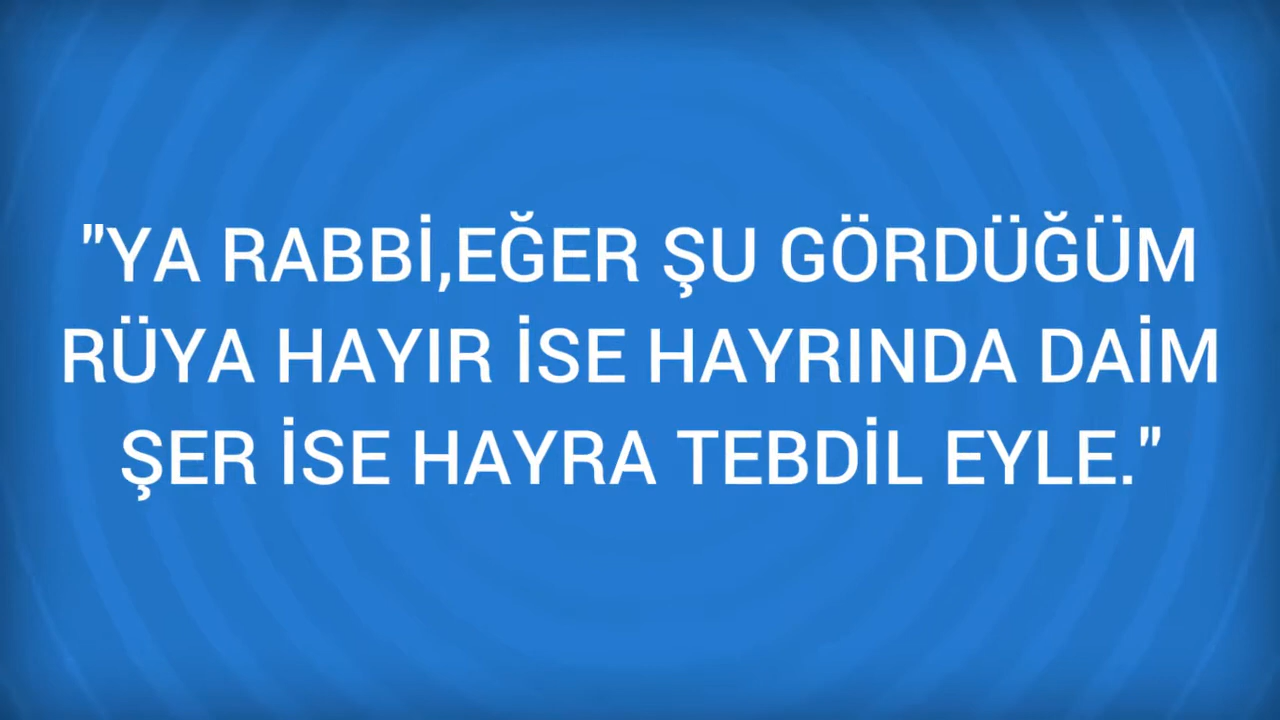 "YA RABBİ,EĞER ŞU GÖRDÜĞÜM
RÜYA HAYIR İSE HAYRINDA DAİM
ŞER İSE HAYRA TEBDİL EYLE."